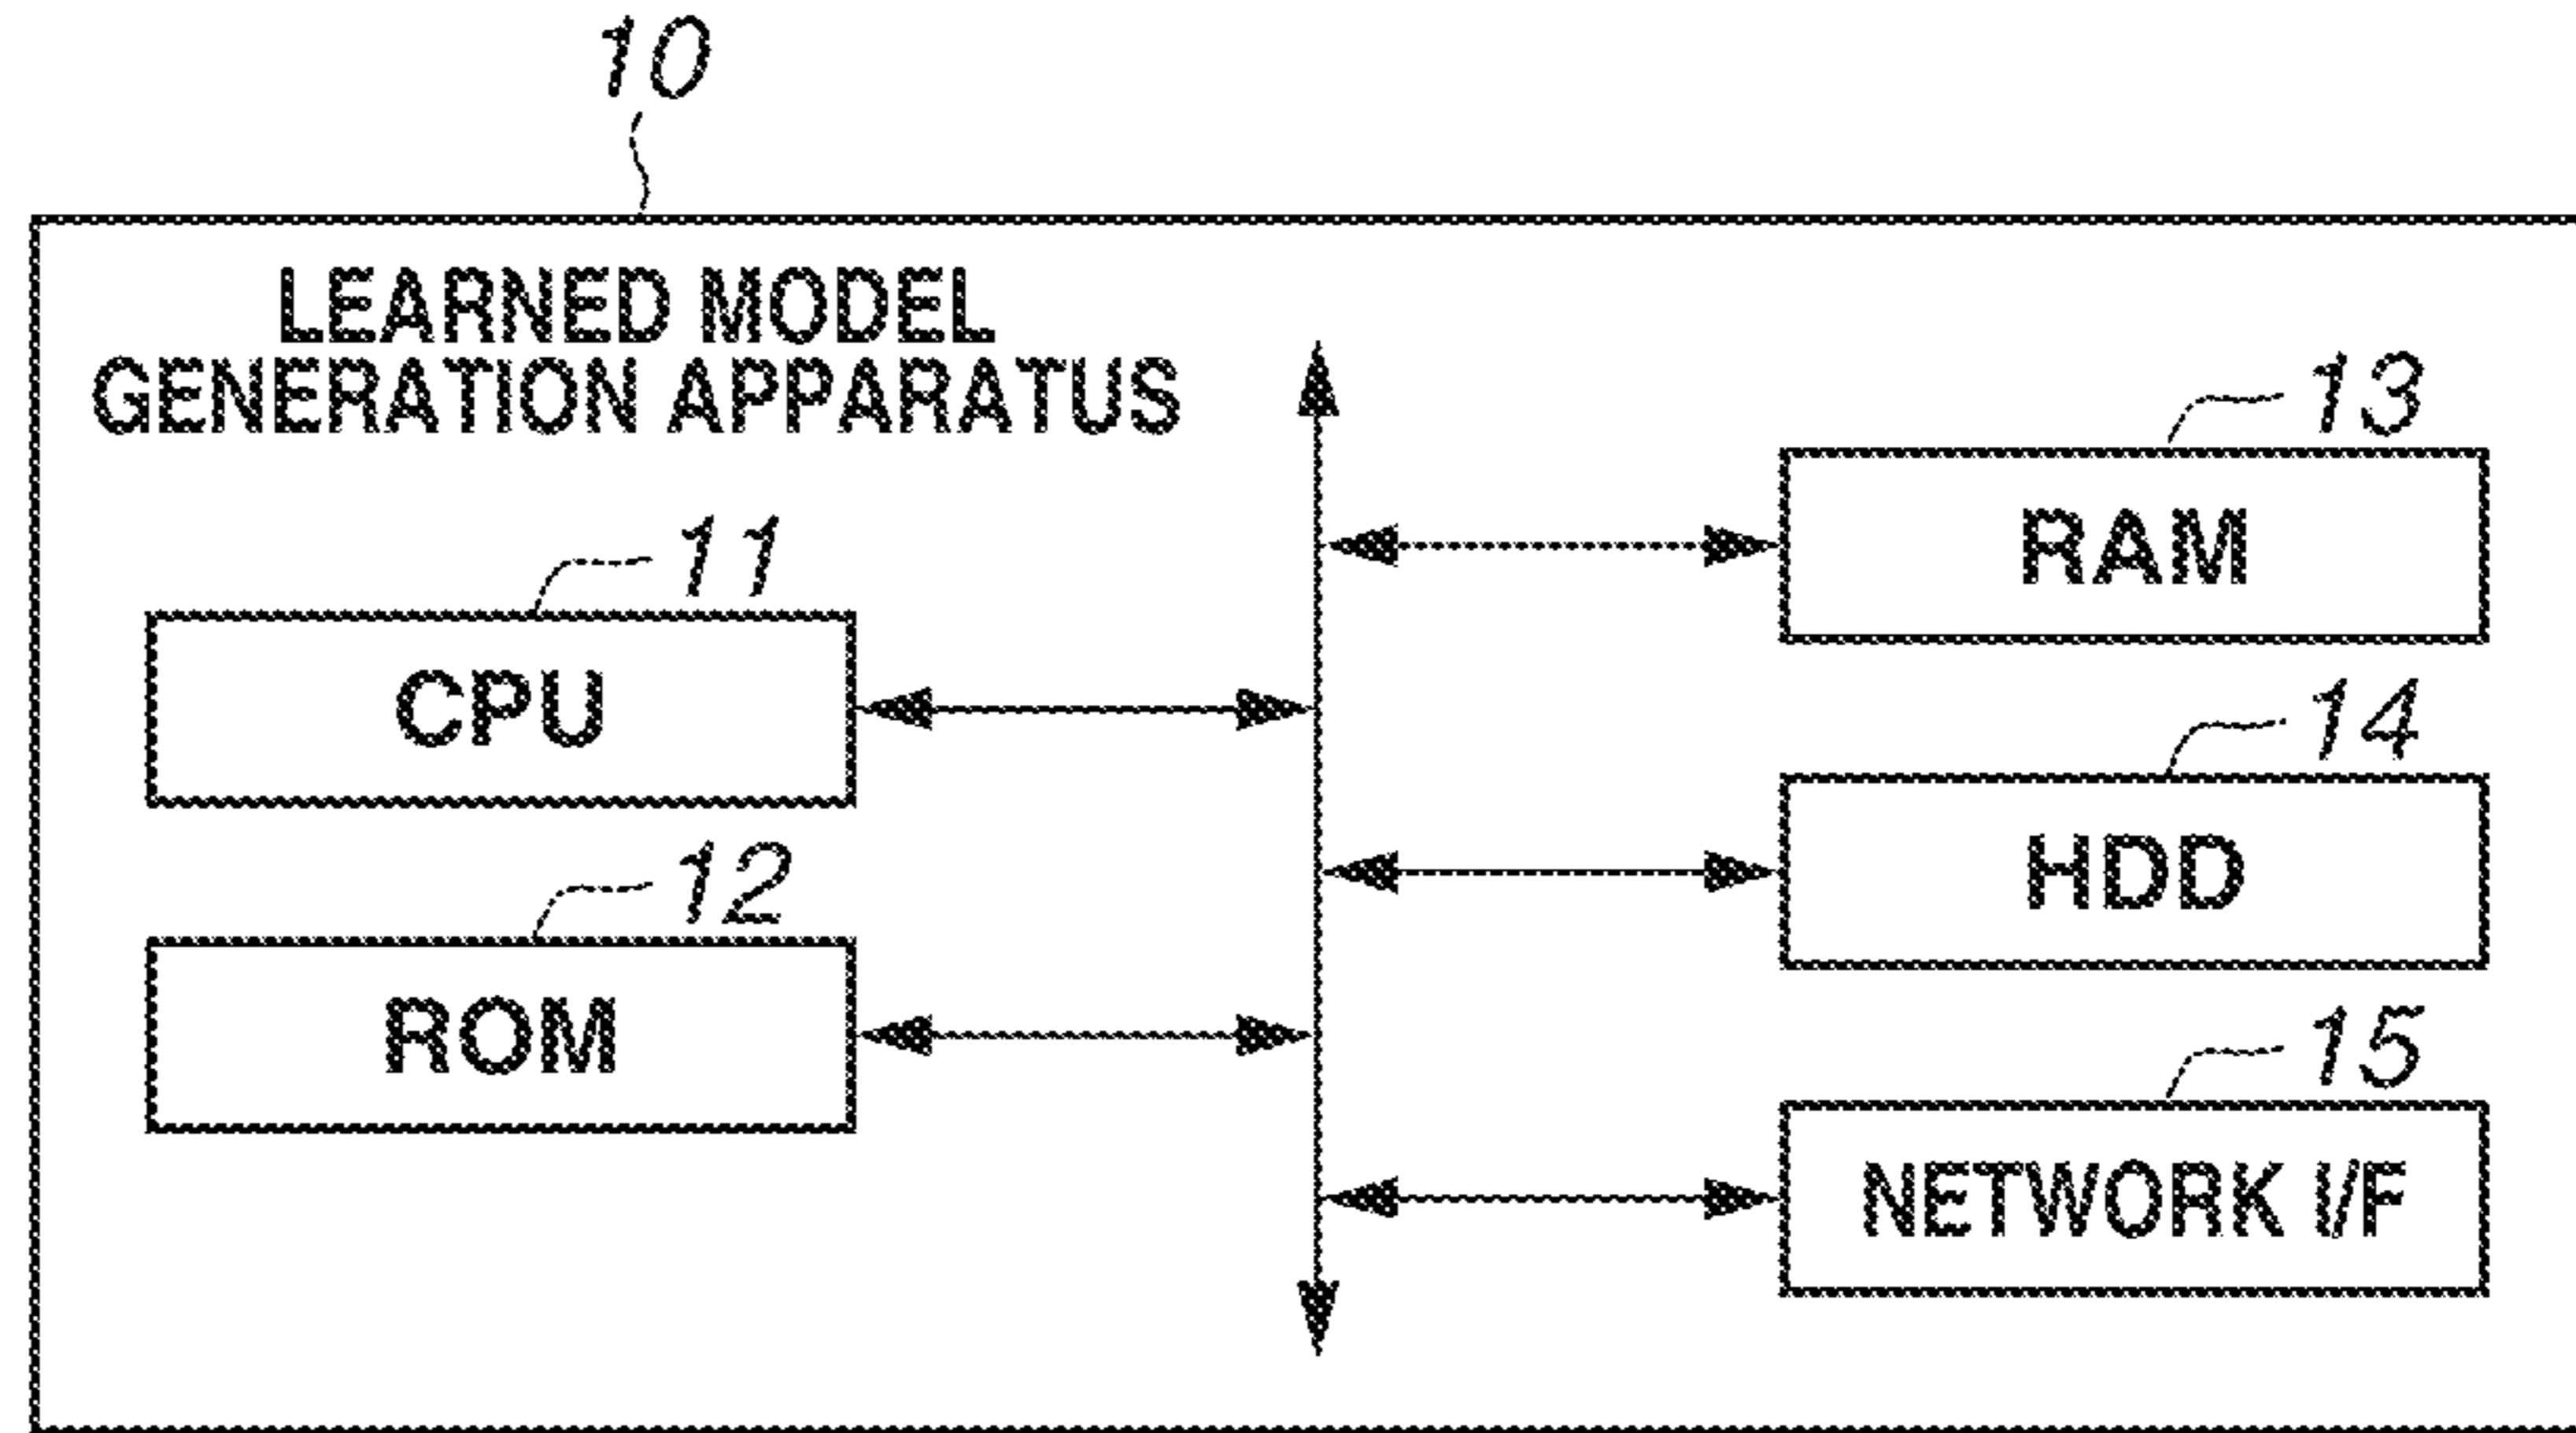 10
LEARNED MODEL
GENERATION APPARATUS
11
CPU
12
ROM
13
RAM
14
HDD
15
NETWORK I/F